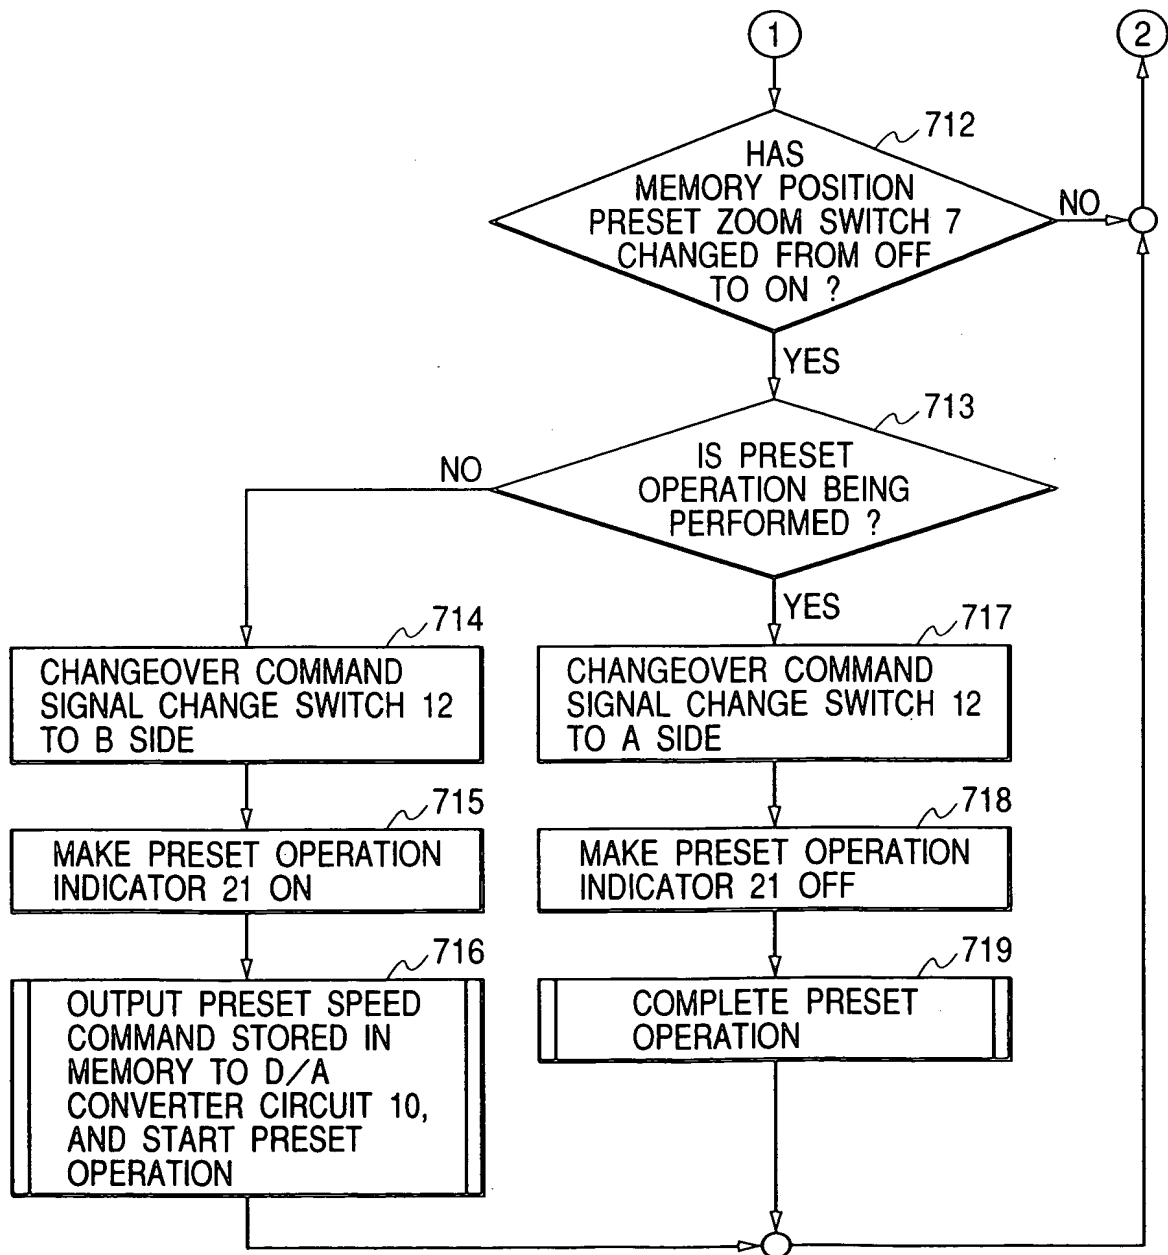 1
2
712
HAS
MEMORY POSITION
PRESET ZOOM SWITCH 7
CHANGED FROM OFF
TO ON ?
NO
YES
713
IS PRESET
OPERATION BEING
PERFORMED ?
NO
YES
714
CHANGEOVER COMMAND
SIGNAL CHANGE SWITCH 12
TO B SIDE
717
CHANGEOVER COMMAND
SIGNAL CHANGE SWITCH 12
TO A SIDE
715
MAKE PRESET OPERATION
INDICATOR 21 ON
718
MAKE PRESET OPERATION
INDICATOR 21 OFF
716
OUTPUT PRESET SPEED
COMMAND STORED IN
MEMORY TO D/A
CONVERTER CIRCUIT 10,
AND START PRESET
OPERATION
719
COMPLETE PRESET
OPERATION